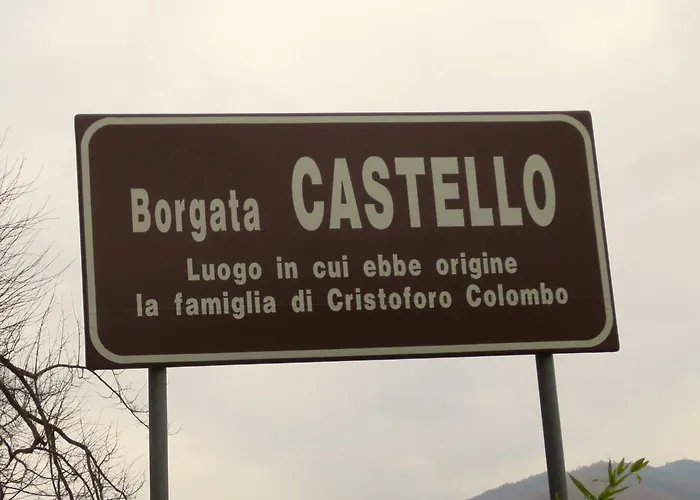 Borgata CASTELLO
Luogo in cui ebbe origine
la famiglia di Cristoforo Colombo